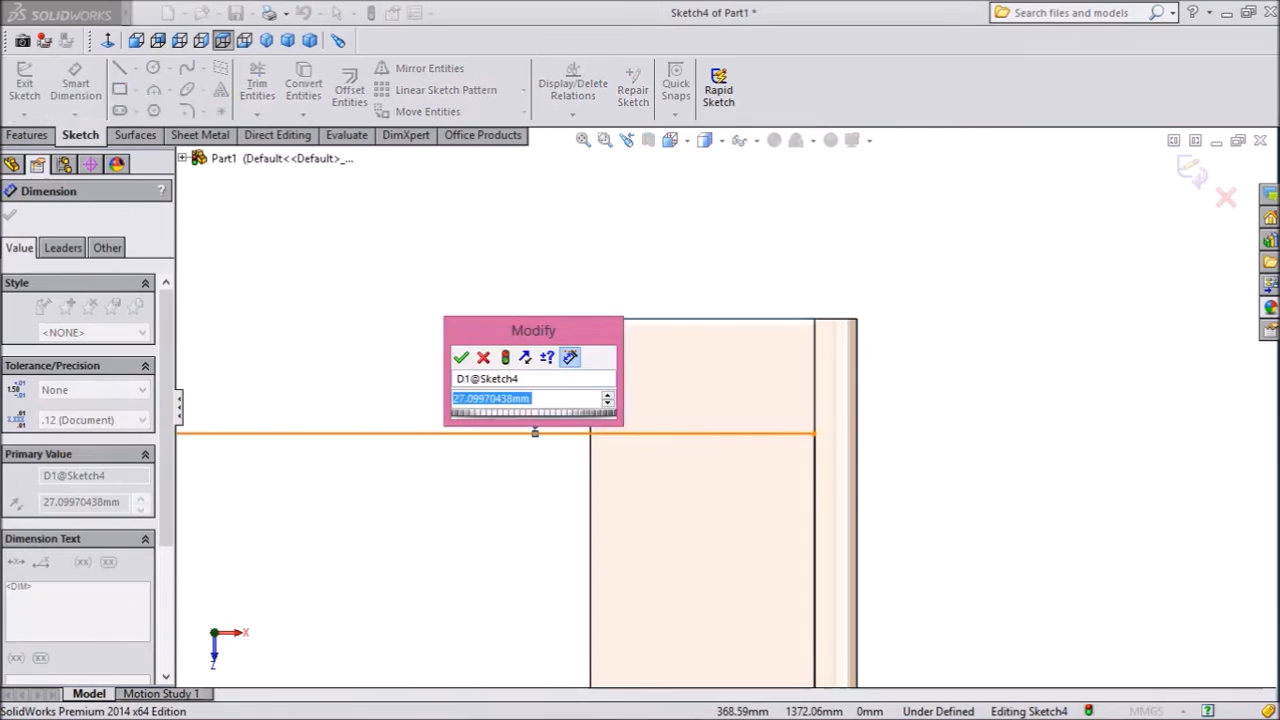 SOLIDWORKS
Sketch4 of Part1 *
Search files and models
Exit Sketch
Smart Dimension
Trim Entities
Convert Entities
Offset Entities
Mirror Entities
Linear Sketch Pattern
Move Entities
Display/Delete Relations
Repair Sketch
Quick Snaps
Rapid Sketch
Features
Sketch
Surfaces
Sheet Metal
Direct Editing
Evaluate
DimXpert
Office Products
Part1 (Default<<Default>_...
Dimension
?
Value
Leaders
Other
Style
<NONE>
Tolerance/Precision
None
.12 (Document)
Primary Value
D1@Sketch4
27.09970438mm
Dimension Text
<DIM>
Modify
D1@Sketch4
27.09970438mm
X
Z
Model
Motion Study 1
SolidWorks Premium 2014 x64 Edition
368.59mm
1372.06mm
0mm
Under Defined
Editing Sketch4
MMGS